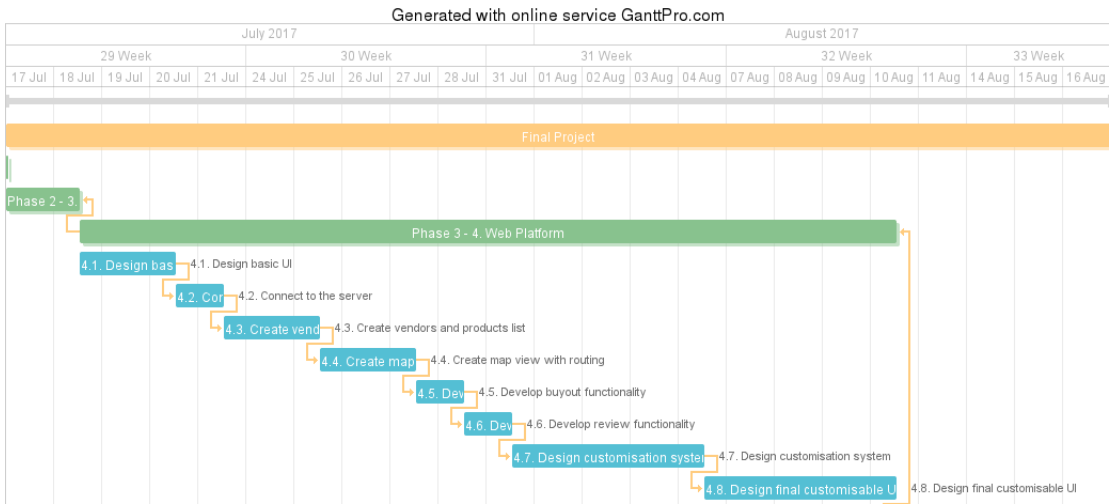 Generated with online service GanttPro.com
July 2017 August 2017
29 Week 30 Week 31 Week 32 Week 33 Week
17 Jul 18 Jul 19 Jul 20 Jul 21 Jul 24 Jul 25 Jul 26 Jul 27 Jul 28 Jul 31 Jul 01 Aug 02 Aug 03 Aug 04 Aug 07 Aug 08 Aug 09 Aug 10 Aug 11 Aug 14 Aug 15 Aug 16 Aug
Final Project
Phase 2 - 3.
Phase 3 - 4. Web Platform
4.1. Design bas 4.1. Design basic UI
4.2. Cor 4.2. Connect to the server
4.3. Create vend 4.3. Create vendors and products list
4.4. Create map 4.4. Create map view with routing
4.5. Dev 4.5. Develop buyout functionality
4.6. Dev 4.6. Develop review functionality
4.7. Design customisation syster 4.7. Design customisation system
4.8. Design final customisable U 4.8. Design final customisable UI